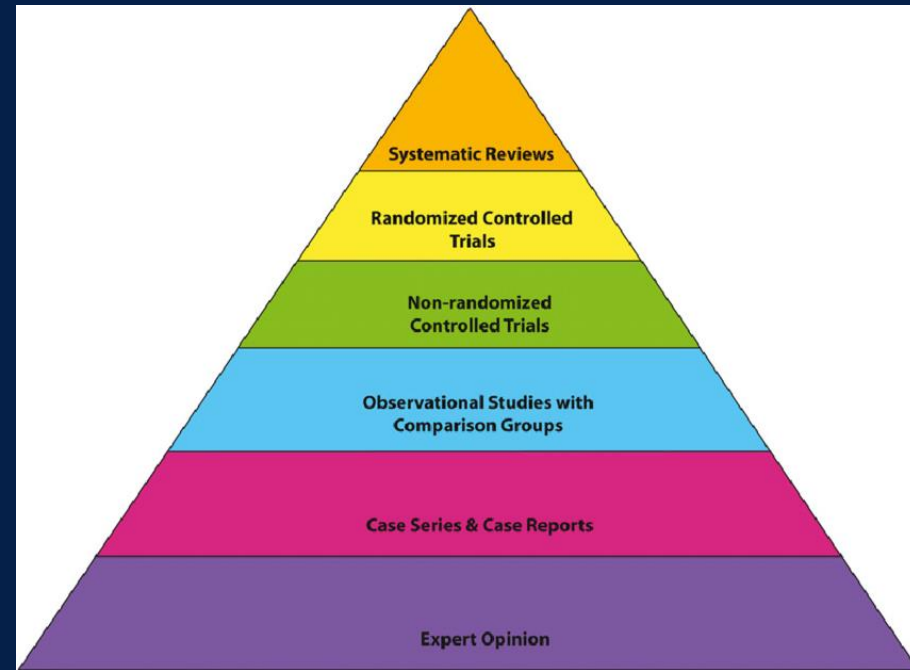 Systematic Reviews
Randomized Controlled
Trials
Non-randomized
Controlled Trials
Observational Studies with
Comparison Groups
Case Series & Case Reports
Expert Opinion